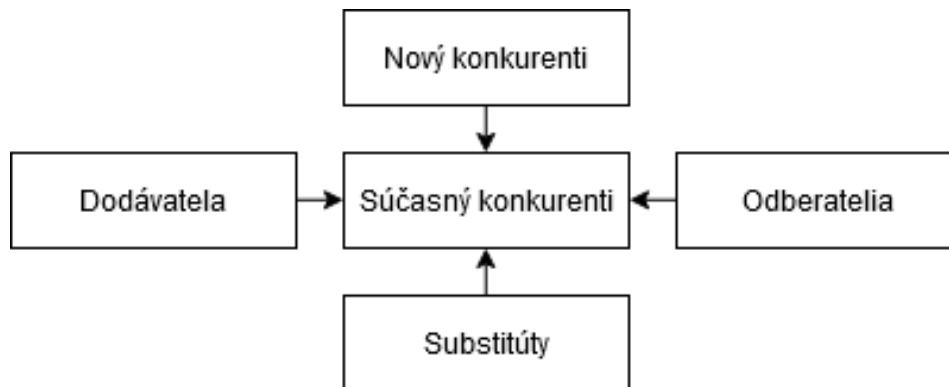 Nový konkurenti
Dodávatela
Súčasný konkurenti
Odberatelia
Substitúty